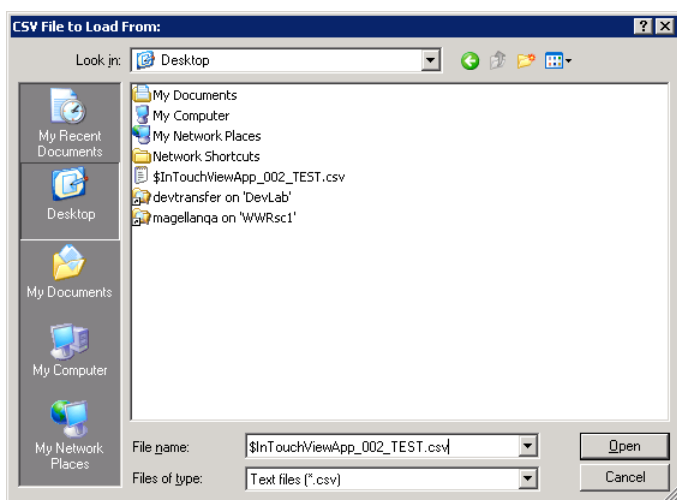 CSV File to Load From:
Look in:
Desktop
My Recent
Documents
Desktop
My Documents
My Computer
My Network
Places
My Documents
My Computer
My Network Places
Network Shortcuts
$InTouchViewApp_002_TEST.csv
devtransfer on 'DevLab'
magellanqa on 'WWRsc1'
File name:
$InTouchViewApp_002_TEST.csv
Open
Files of type:
Text files (*.csv)
Cancel